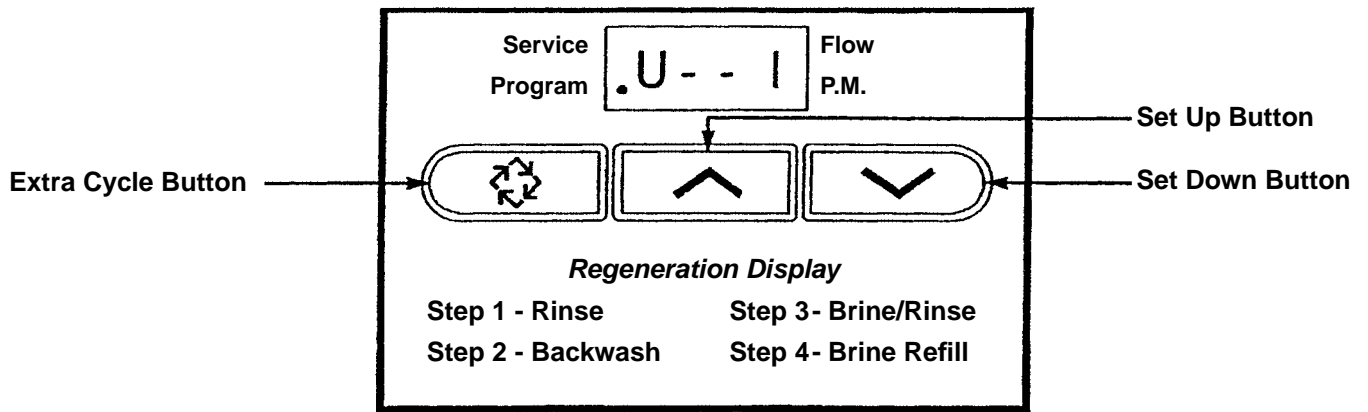 Service Flow
.U - - 1
Program P.M.
Set Up Button
Extra Cycle Button
Set Down Button
Regeneration Display
Step 1 - Rinse Step 3- Brine/Rinse
Step 2 - Backwash Step 4- Brine Refill